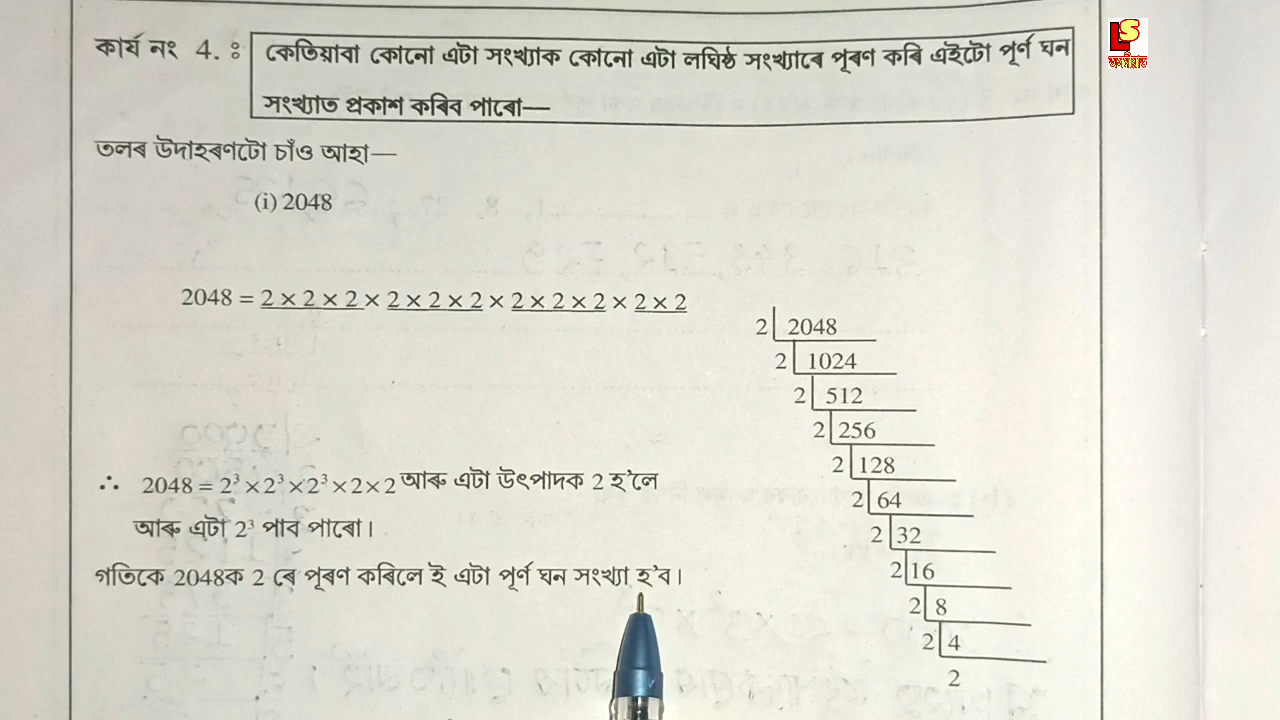 কাৰ্য নং 4. ঃ কেতিয়াবা কোনো এটা সংখ্যাক কোনো এটা লঘিষ্ঠ সংখ্যাৰে পূৰণ কৰি এইটো পূৰ্ণ ঘন
সংখ্যাত প্ৰকাশ কৰিব পাৰো—
তলৰ উদাহৰণটো চাঁও আহা—
(i) 2048
2048 = 2 × 2 × 2 × 2 × 2 × 2 × 2 × 2 × 2 × 2 × 2
2 2048
2 1024
2 512
2 256
2 128
2 64
2 32
2 16
2 8
2 4
2
∴ 2048 = 2³ × 2³ × 2³ × 2 × 2 আৰু এটা উৎপাদক 2 হ'লে
আৰু এটা 2³ পাব পাৰো।
গতিকে 2048ক 2 ৰে পূৰণ কৰিলে ই এটা পূৰ্ণ ঘন সংখ্যা হ'ব।
LS